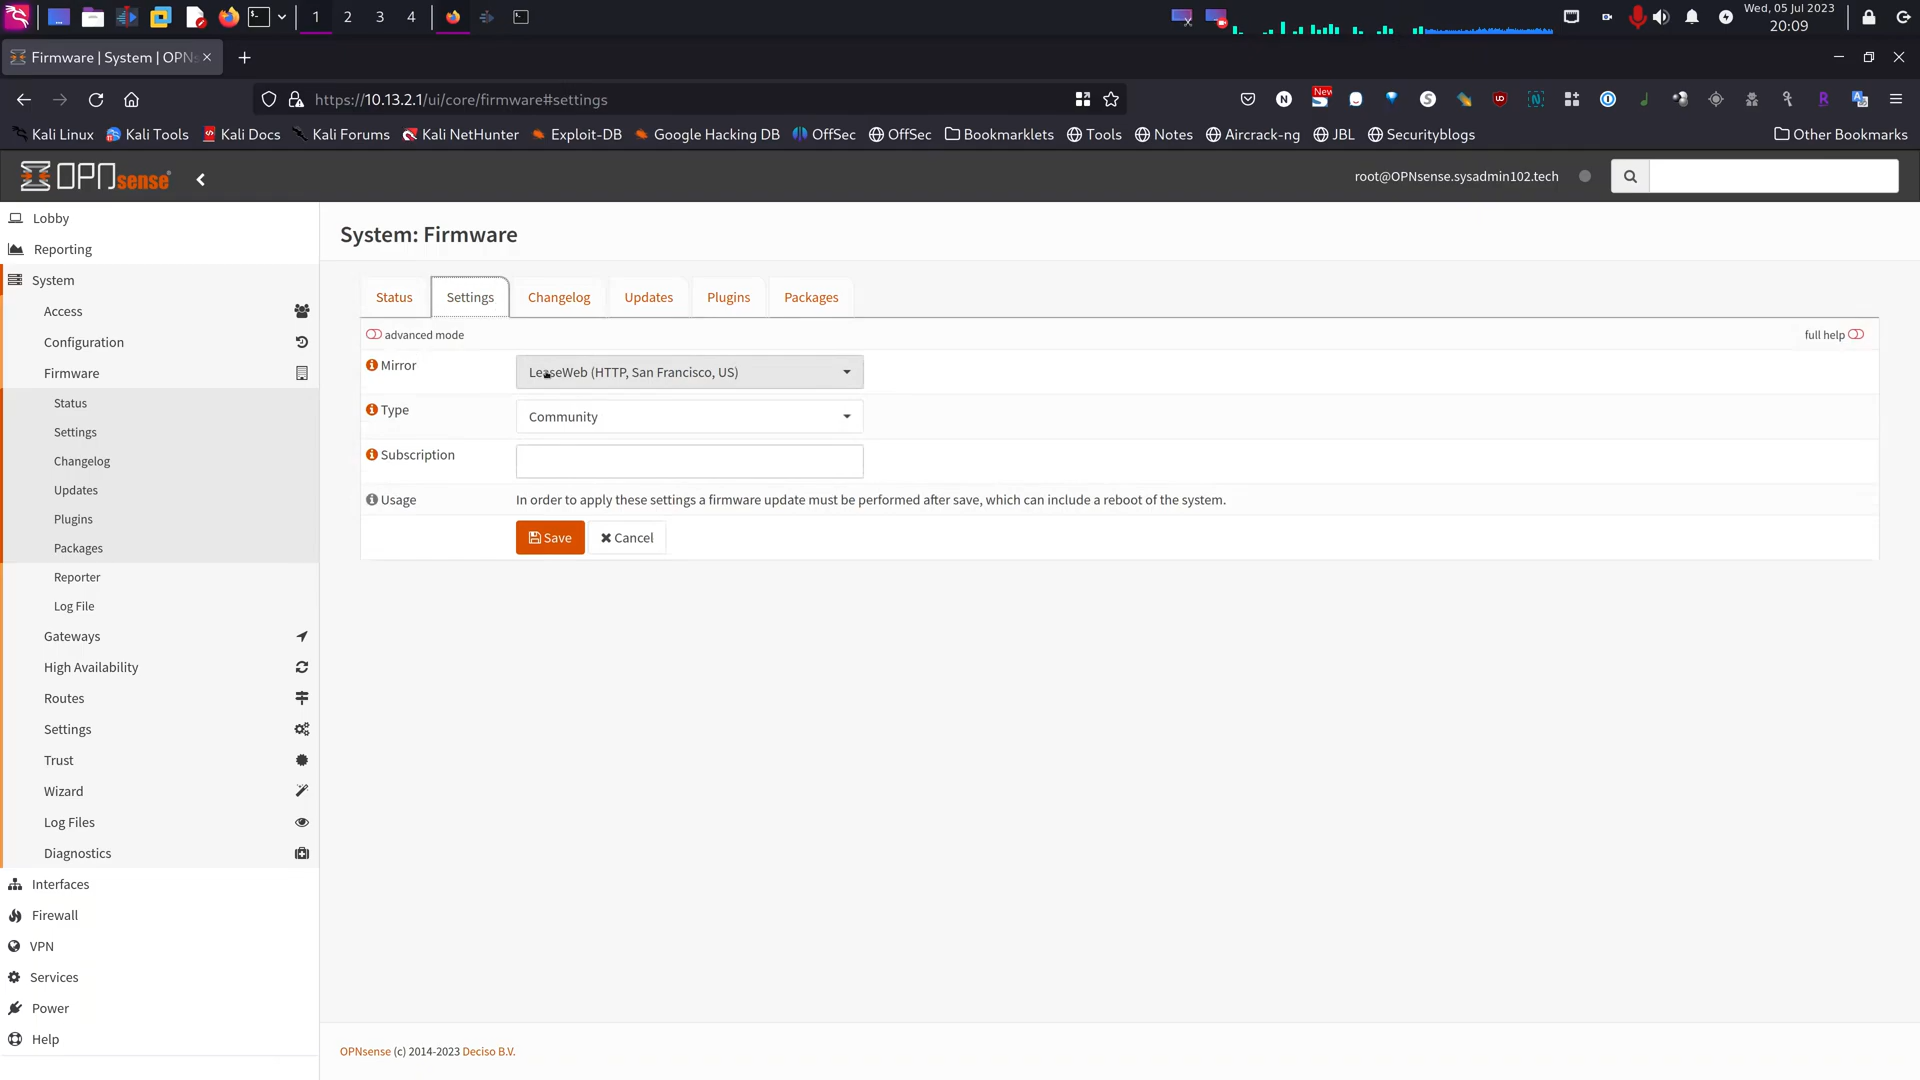 1 2 3 4
Wed, 05 Jul 2023
20:09
Firmware | System | OPN
https://10.13.2.1/ui/core/firmware#settings
New
Kali Linux Kali Tools Kali Docs Kali Forums Kali NetHunter Exploit-DB Google Hacking DB OffSec OffSec Bookmarklets Tools Notes Aircrack-ng JBL Securityblogs Other Bookmarks
OPNsense
root@OPNsense.sysadmin102.tech
Lobby
Reporting
System
Access
Configuration
Firmware
Status
Settings
Changelog
Updates
Plugins
Packages
Reporter
Log File
Gateways
High Availability
Routes
Settings
Trust
Wizard
Log Files
Diagnostics
Interfaces
Firewall
VPN
Services
Power
Help
System: Firmware
Status Settings Changelog Updates Plugins Packages
advanced mode
full help
Mirror
LeaseWeb (HTTP, San Francisco, US)
Type
Community
Subscription
Usage
In order to apply these settings a firmware update must be performed after save, which can include a reboot of the system.
Save Cancel
OPNsense (c) 2014-2023 Deciso B.V.